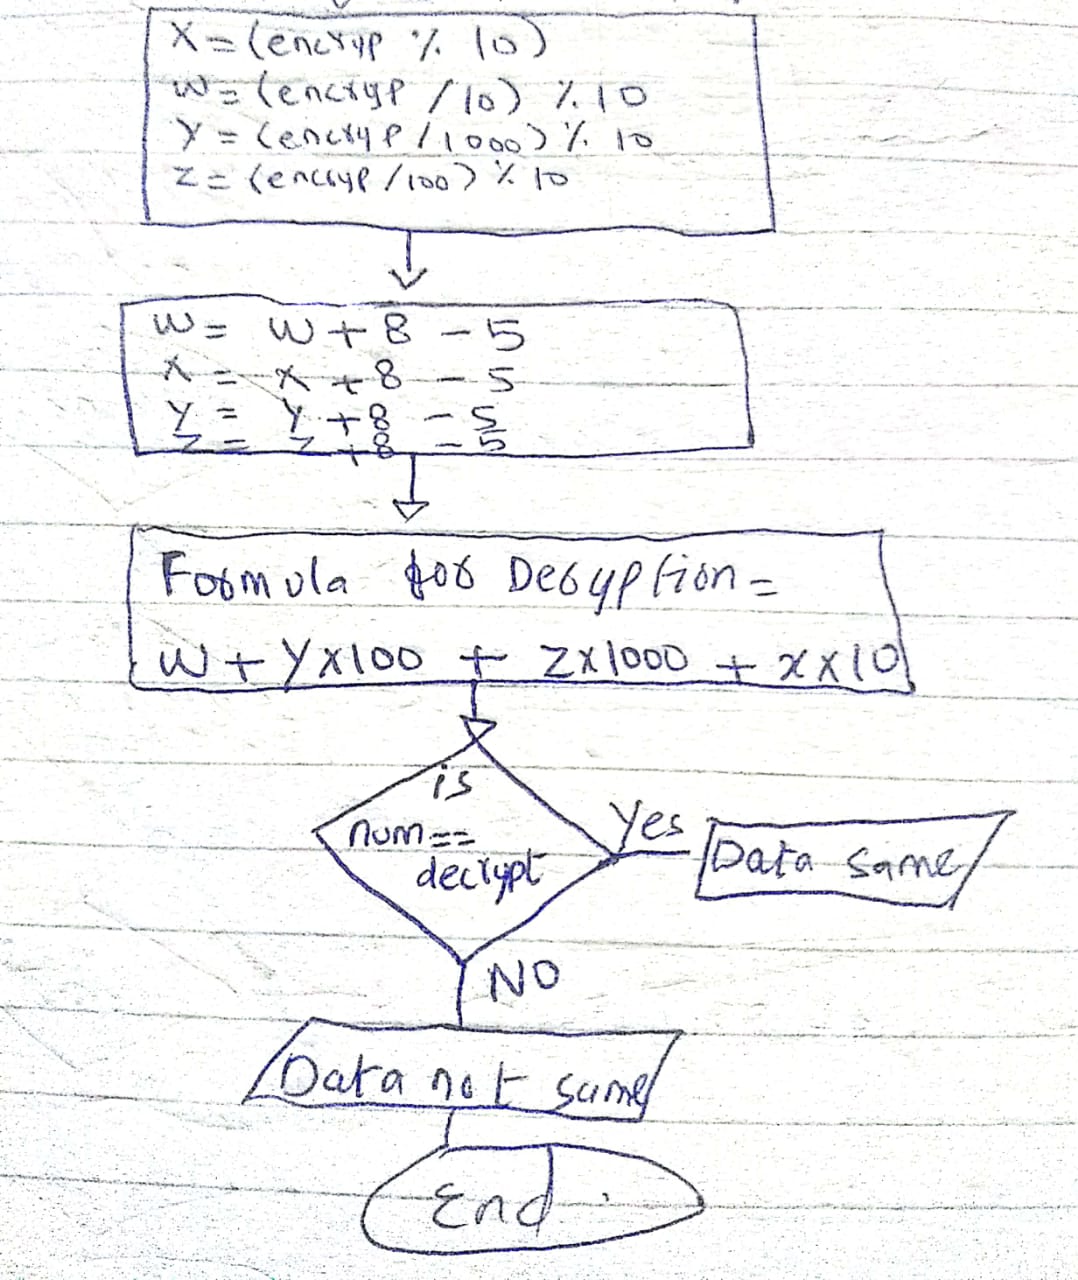 X = (encryp % 10)
W = (encryp / 10) % 10
Y = (encryp / 1000) % 10
Z = (encryp / 100) % 10
W = W + 8 - 5
X = X + 8 - 5
Y = Y + 8 - 5
Z = Z + 8 - 5
Formula for Decryption =
W + Y x 100 + Z x 1000 + X x 10
is
num ==
decrypt
Yes
Data same
NO
Data not same
End